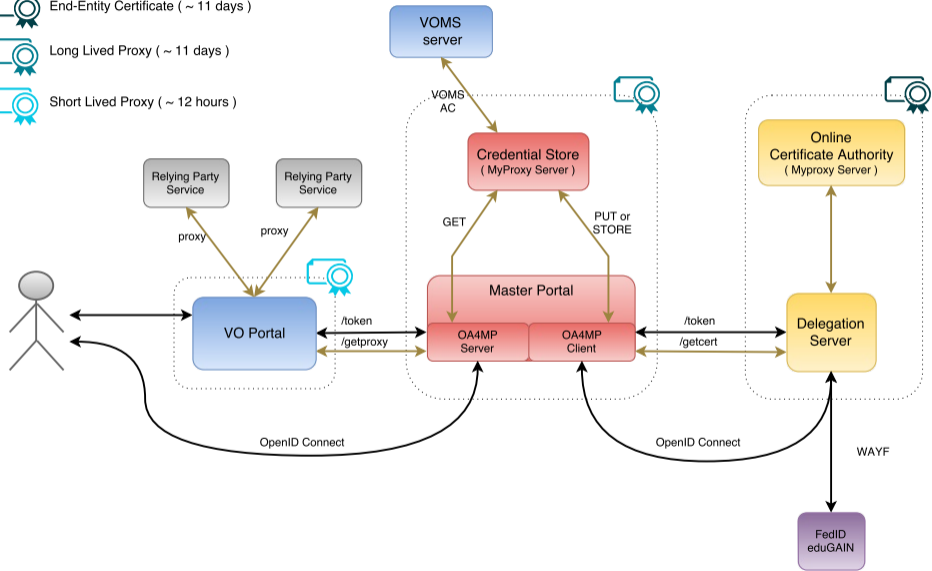 End-Entity Certificate ( ~ 11 days )
Long Lived Proxy ( ~ 11 days )
Short Lived Proxy ( ~ 12 hours )
VOMS
server
VOMS
AC
Credential Store
( MyProxy Server )
Online
Certificate Authority
( Myproxy Server )
Relying Party
Service
Relying Party
Service
proxy
proxy
GET
PUT or
STORE
Master Portal
VO Portal
/token
/getproxy
OA4MP
Server
OA4MP
Client
/token
/getcert
Delegation
Server
OpenID Connect
OpenID Connect
WAYF
FedID
eduGAIN